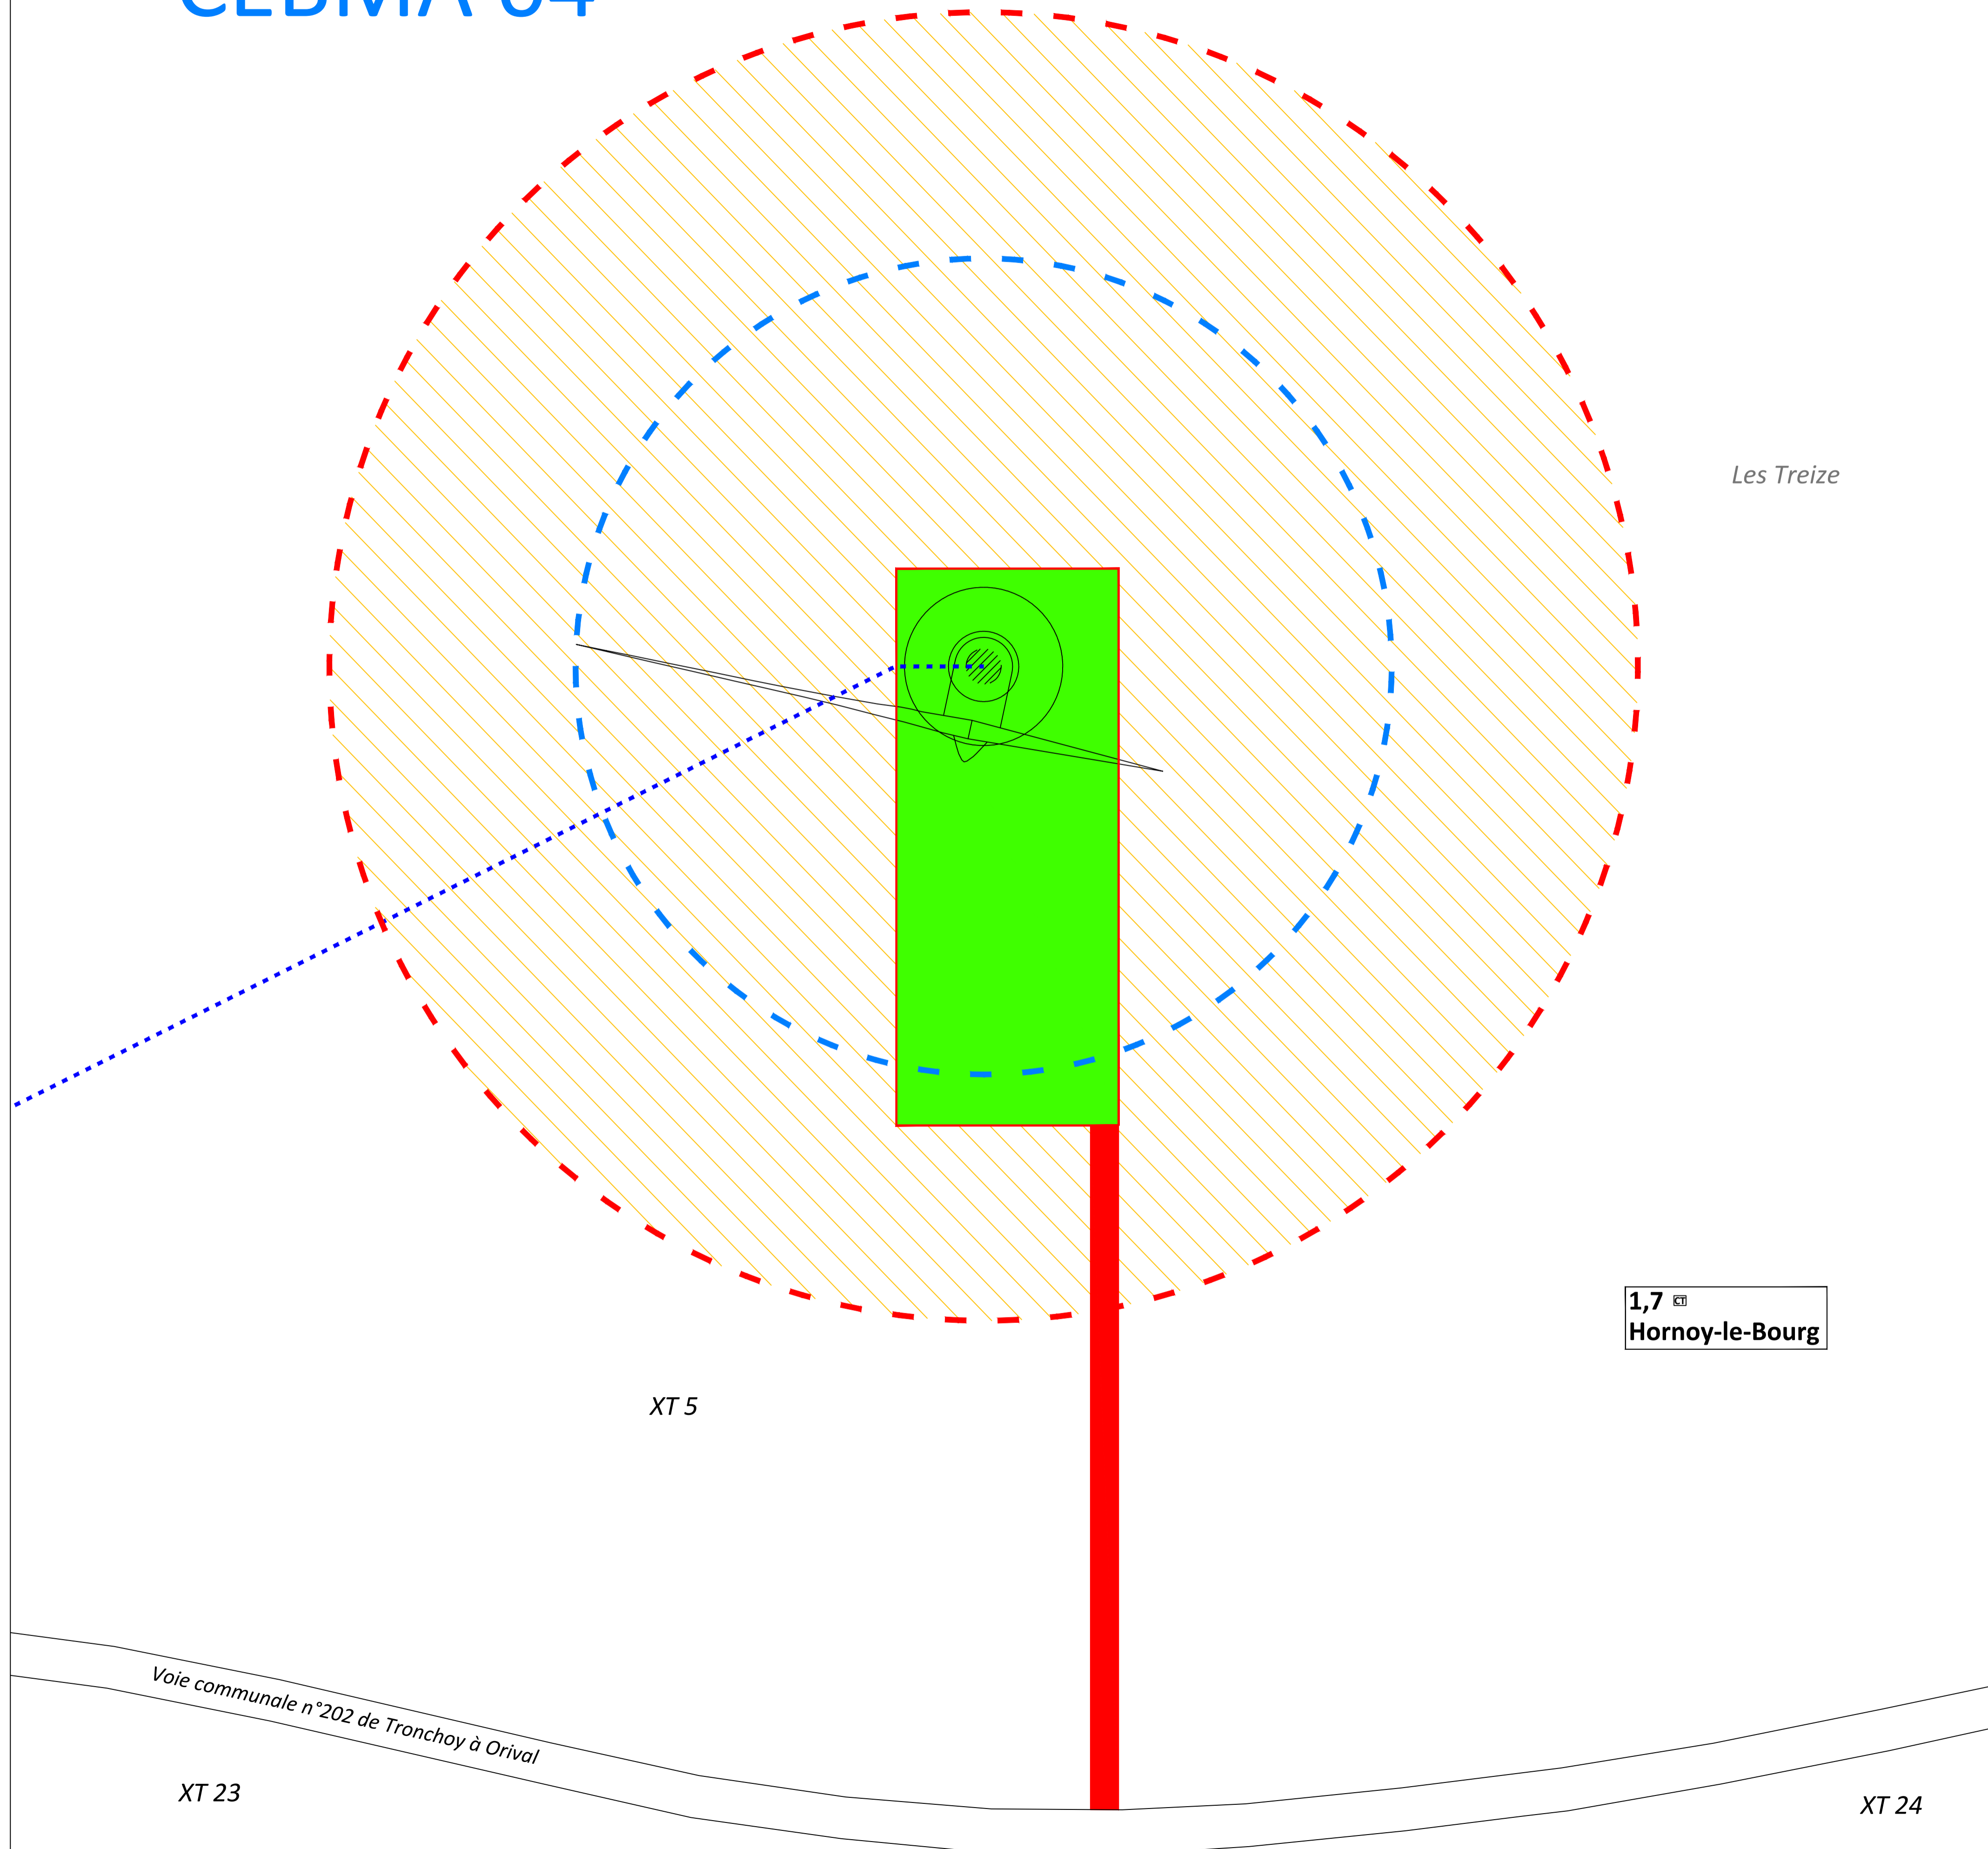 Les Treize
1,7 CT
Hornoy-le-Bourg
XT 5
Voie communale n°202 de Tronchoy à Orival
XT 23
XT 24